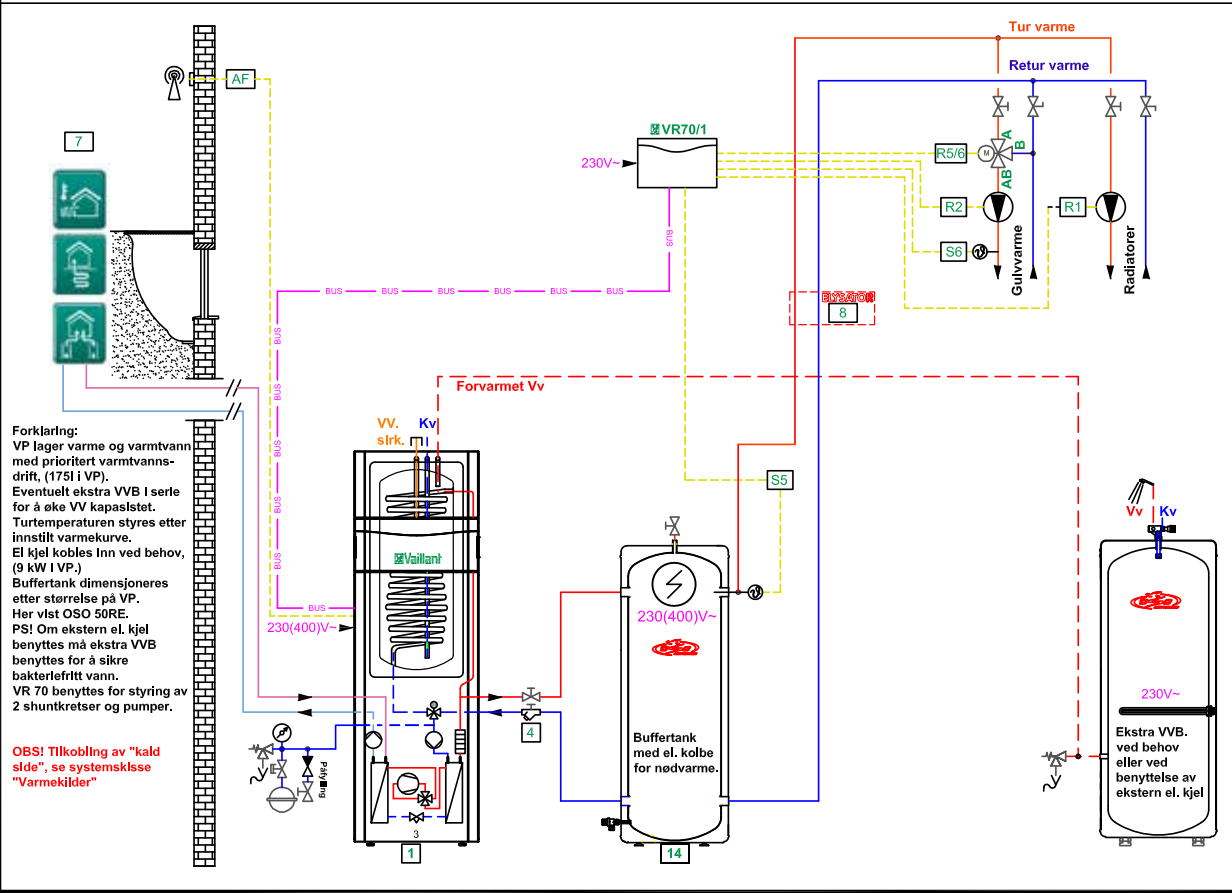 Tur varme
Retur varme
AF
7
VR70/1
230V~
R5/6
M
A
B
AB
R2
R1
S6
Gulvvarme
Radiatorer
BUS
BUS BUS BUS BUS BUS BUS
BUS
BUS
BUS
BUS
ELYSATOR
8
Forvarmet Vv
VV.
sirk.
Kv
Forklaring:
VP lager varme og varmtvann
med prioritert varmtvanns-
drift, (175l i VP).
Eventuelt ekstra VVB I serie
for å øke VV kapasistet.
Turtemperaturen styres etter
innstilt varmekurve.
El kjel kobles Inn ved behov,
(9 kW I VP.)
Buffertank dimensjoneres
etter størrelse på VP.
Her vist OSO 50RE.
PS! Om ekstern el. kjel
benyttes må ekstra VVB
benyttes for å sikre
bakteriefritt vann.
VR 70 benyttes for styring av
2 shuntkretser og pumper.
OBS! Tilkobling av "kald
side", se systemskisse
"Varmekilder"
Vaillant
BUS
230(400)V~
S5
230(400)V~
OSO
Vv
Kv
OSO
230V~
4
Påfylling
3
1
Buffertank
med el. kolbe
for nødvarme.
14
Ekstra VVB.
ved behov
eller ved
benyttelse av
ekstern el. kjel